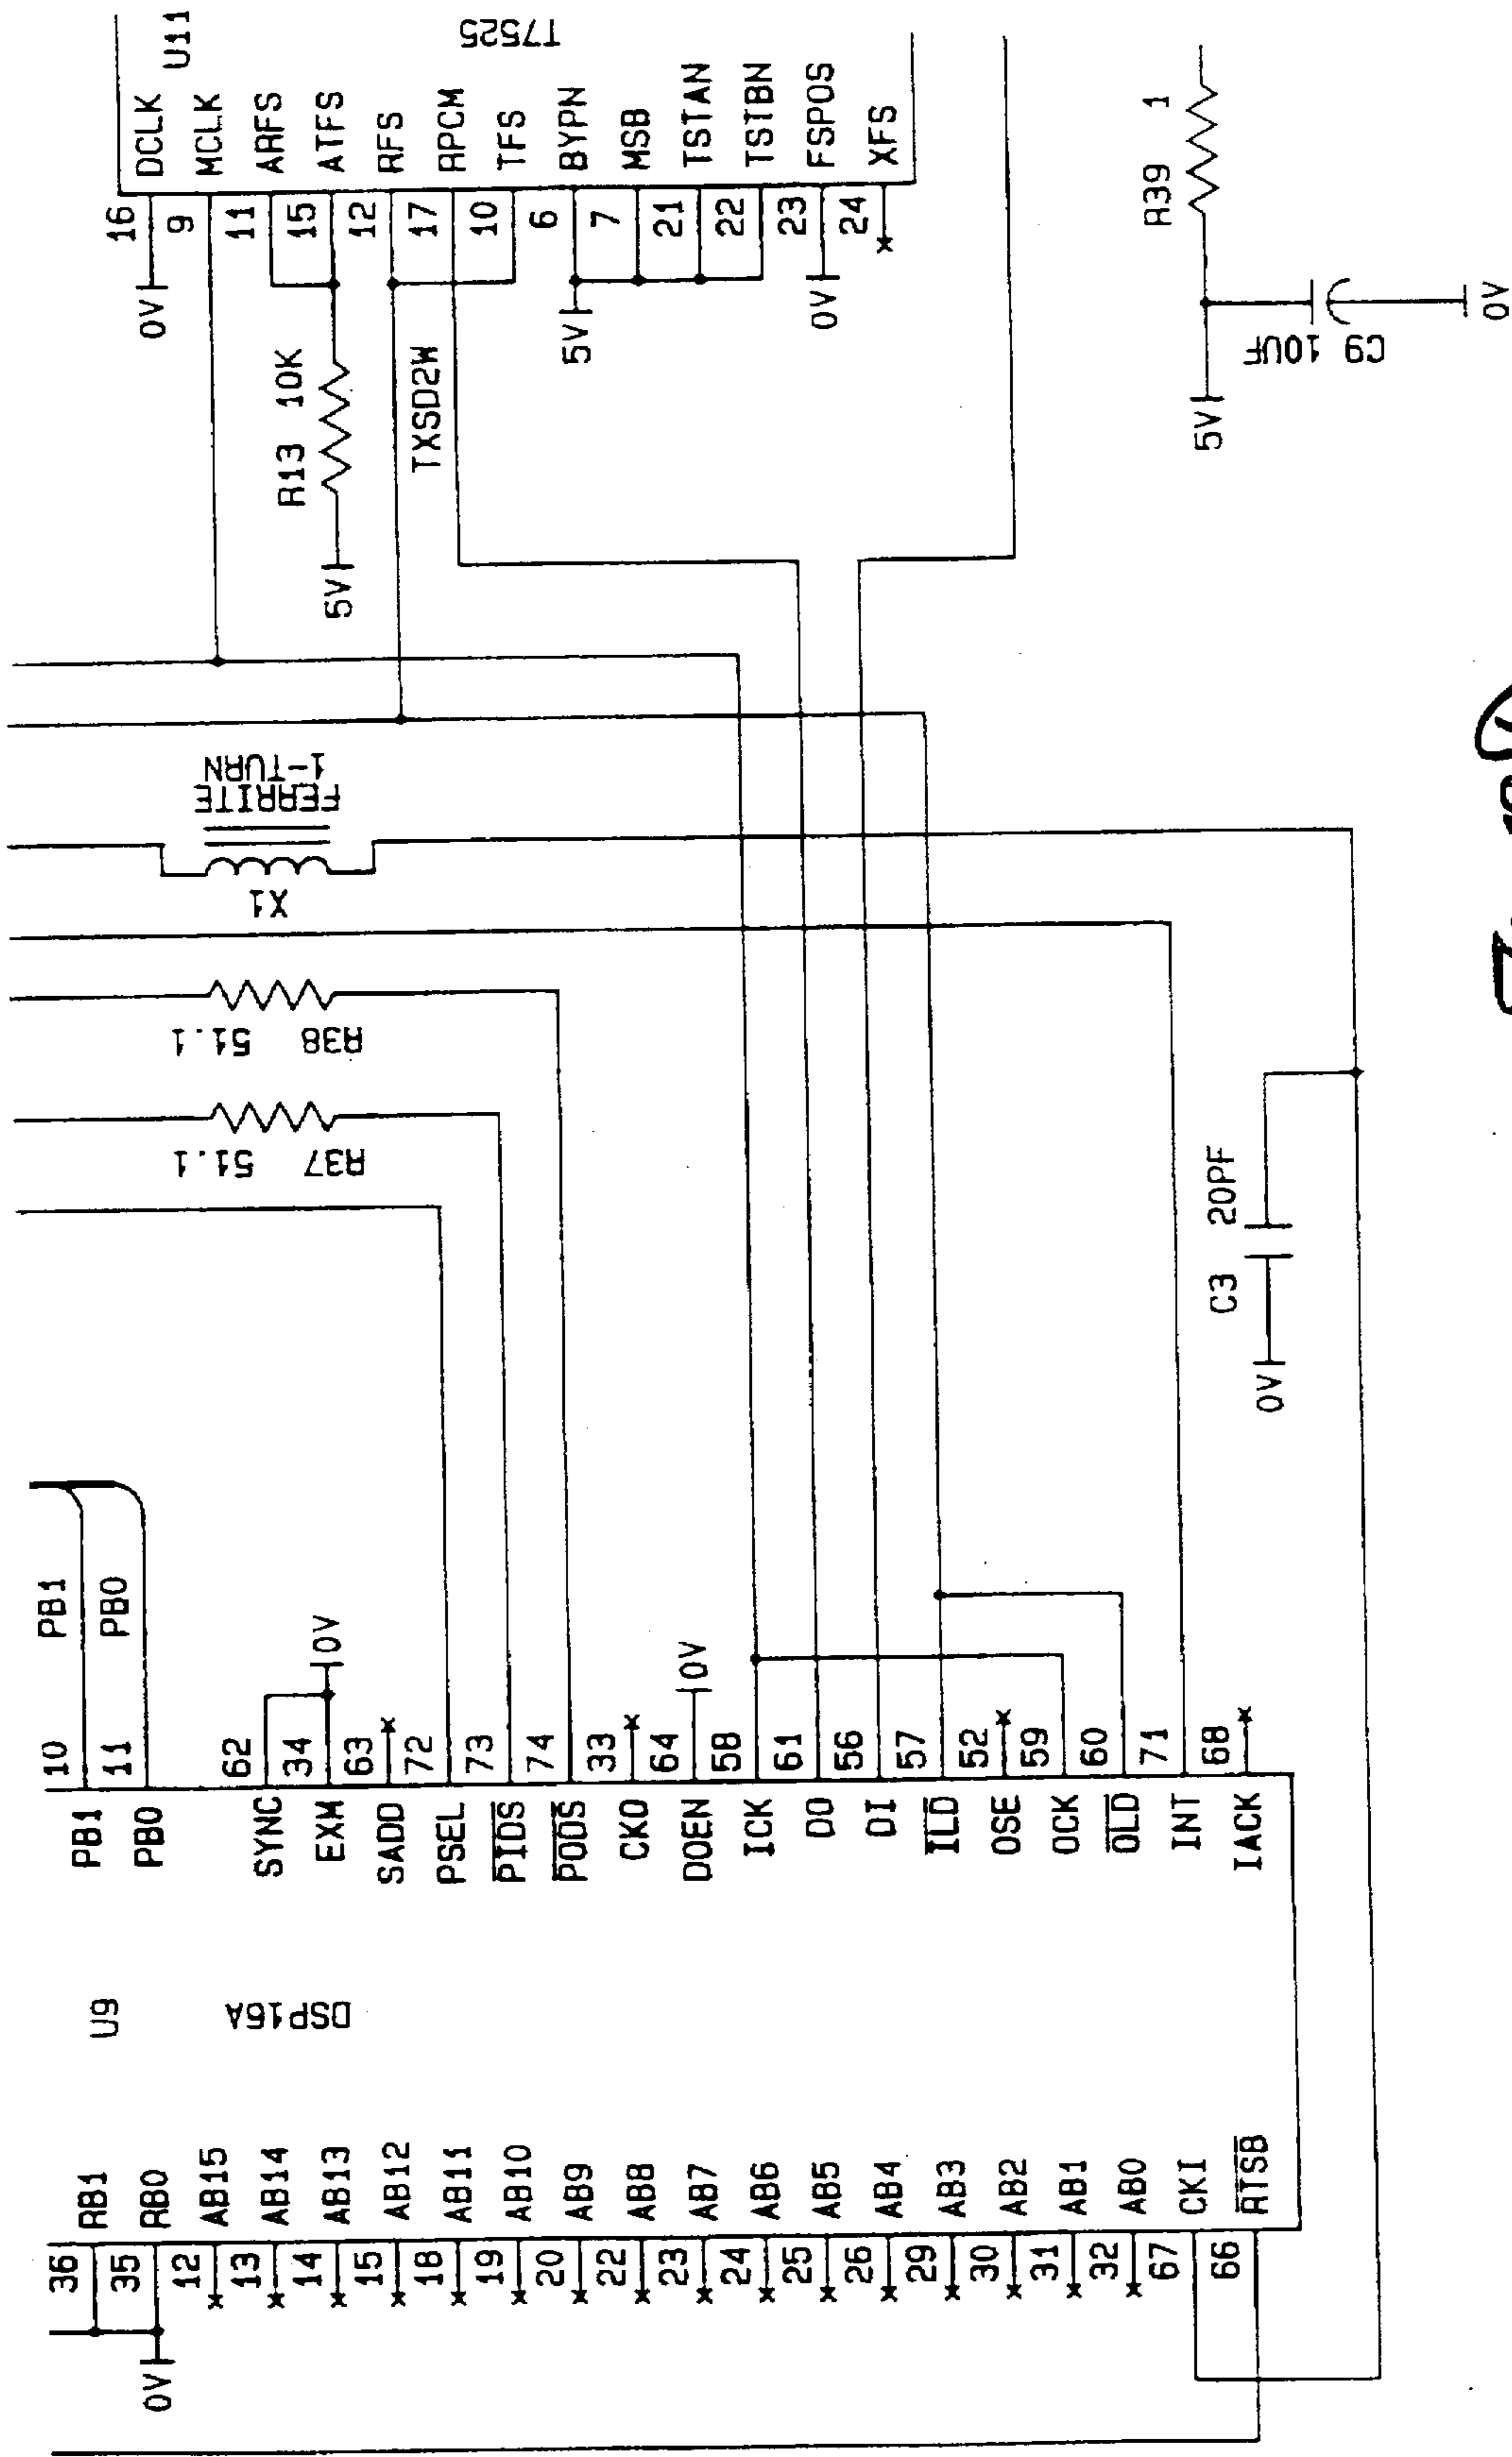 36 RB1
35 RB0
12 AB15
13 AB14
14 AB13
15 AB12
18 AB11
19 AB10
20 AB9
22 AB8
23 AB7
24 AB6
25 AB5
26 AB4
29 AB3
30 AB2
31 AB1
32 AB0
67 CKI
66 RTSB
0V
U9
DSP16A
PB1 10 PB1
PB0 11 PB0
SYNC 62
EXM 34 0V
SADD 63
PSEL 72
PIDS 73
PODS 74
CKO 33
DOEN 64 0V
ICK 58
DO 61
DI 56
ILD 57
OSE 52
OCK 59
OLD 60
INT 71
IACK 68
R37 51.1
R38 51.1
X1
FERRITE
1-TURN
0V C3 20PF
5V R13 10K
TXSD2W
0V 16 DCLK
9 MCLK
11 ARFS
15 ATFS
12 RFS
17 RPCM
10 TFS
5V 6 BYPN
7 MSB
21 TSTAN
22 TSTBN
0V 23 FSPOS
24 XFS
U11
T7525
5V R39 1
C9 10UF
0V